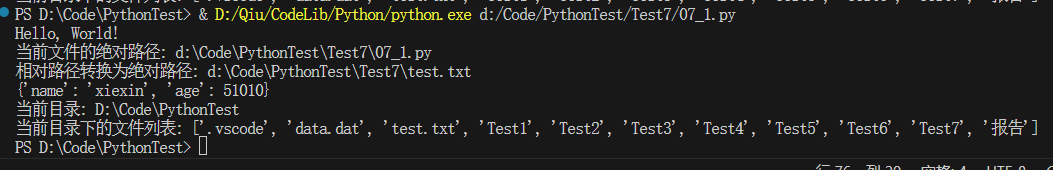 PS D:\Code\PythonTest> & D:/Qiu/CodeLib/Python/python.exe d:/Code/PythonTest/Test7/07_1.py
Hello, World!
当前文件的绝对路径: d:\Code\PythonTest\Test7\07_1.py
相对路径转换为绝对路径: d:\Code\PythonTest\Test7\test.txt
{'name': 'xiexin', 'age': 51010}
当前目录: D:\Code\PythonTest
当前目录下的文件列表: ['.vscode', 'data.dat', 'test.txt', 'Test1', 'Test2', 'Test3', 'Test4', 'Test5', 'Test6', 'Test7', '报告']
PS D:\Code\PythonTest>